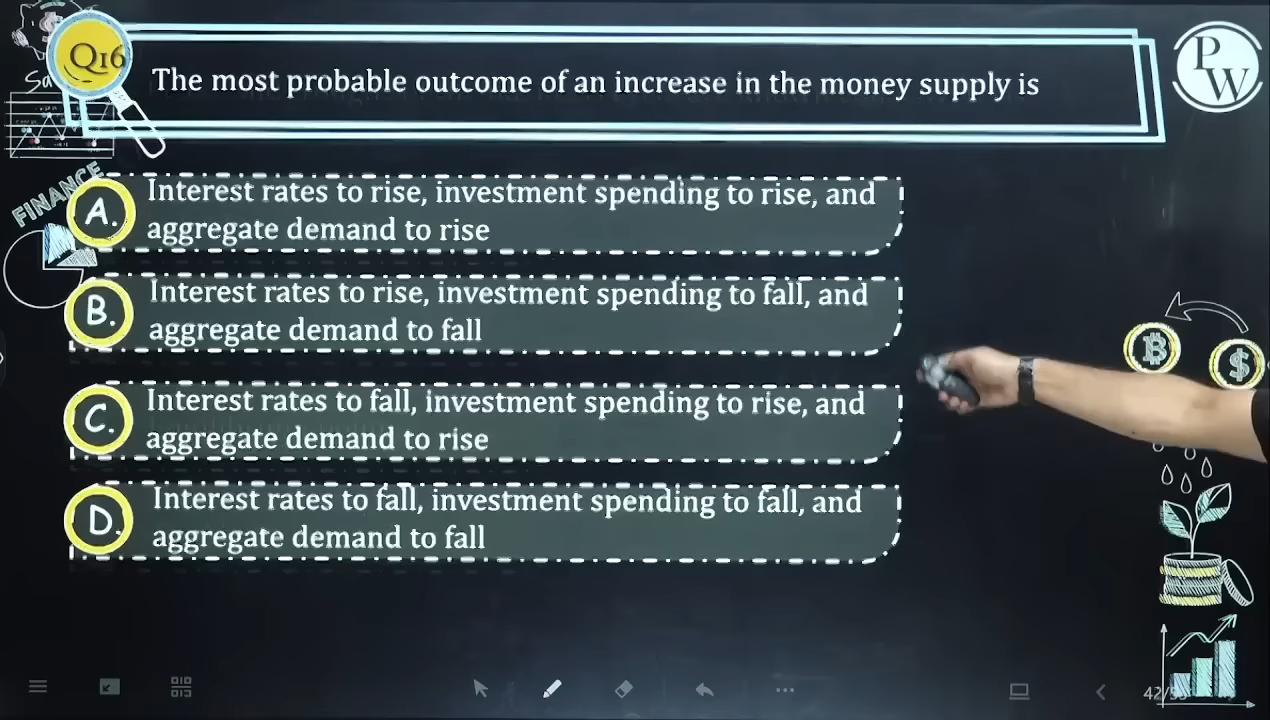 Q16
The most probable outcome of an increase in the money supply is
PW
Sa
FINANCE
A.
Interest rates to rise, investment spending to rise, and
aggregate demand to rise
B.
Interest rates to rise, investment spending to fall, and
aggregate demand to fall
C.
Interest rates to fall, investment spending to rise, and
aggregate demand to rise
D.
Interest rates to fall, investment spending to fall, and
aggregate demand to fall
₿
$